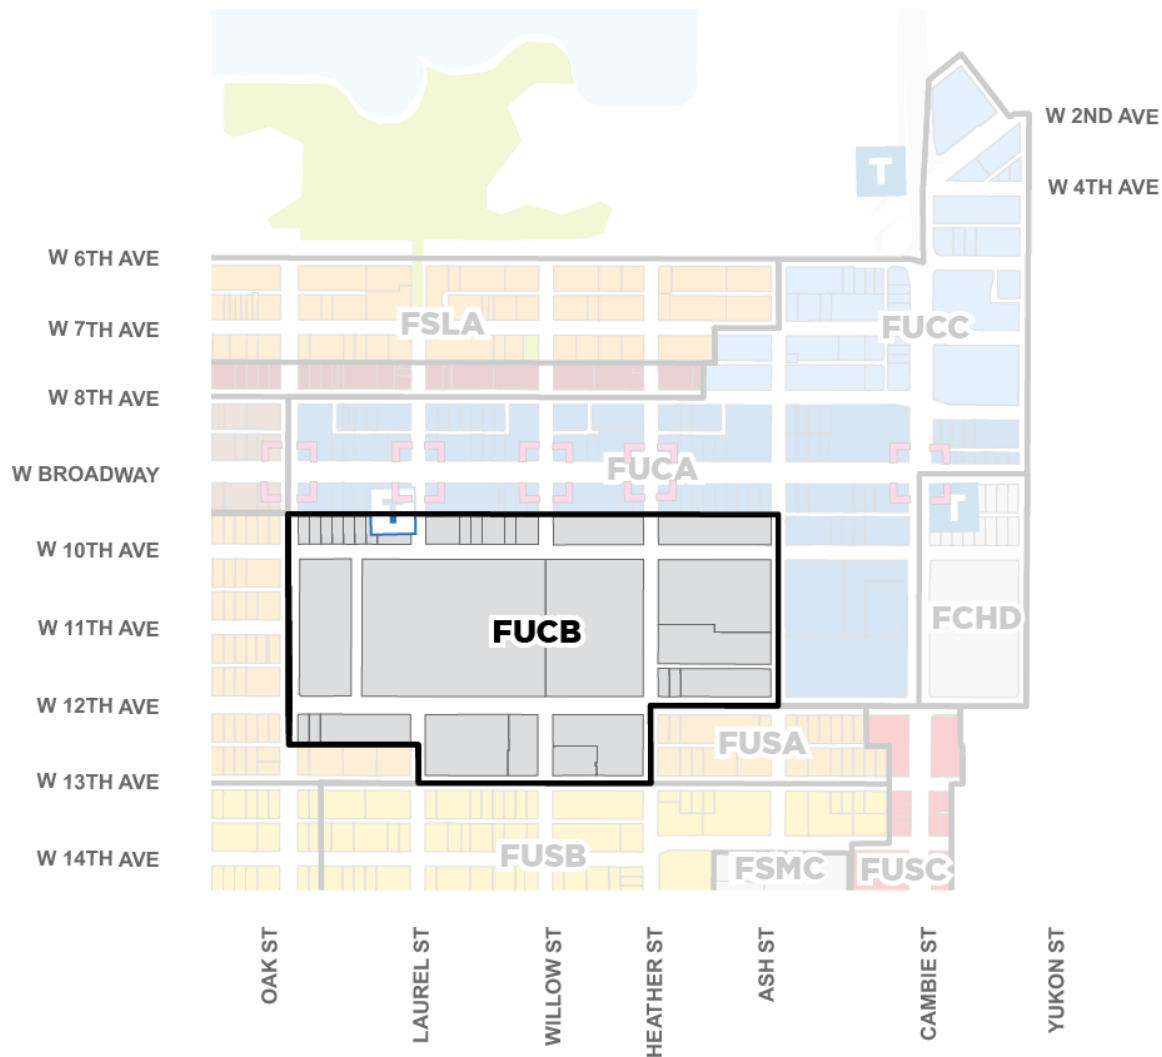 W 2ND AVE
T
W 4TH AVE
W 6TH AVE
FSLA
W 7TH AVE
FUCC
W 8TH AVE
FUCA
W BROADWAY
T
T
W 10TH AVE
FUCB
W 11TH AVE
FCHD
W 12TH AVE
FUSA
W 13TH AVE
FUSB
W 14TH AVE
FSMC
FUSC
OAK ST
LAUREL ST
WILLOW ST
HEATHER ST
ASH ST
CAMBIE ST
YUKON ST